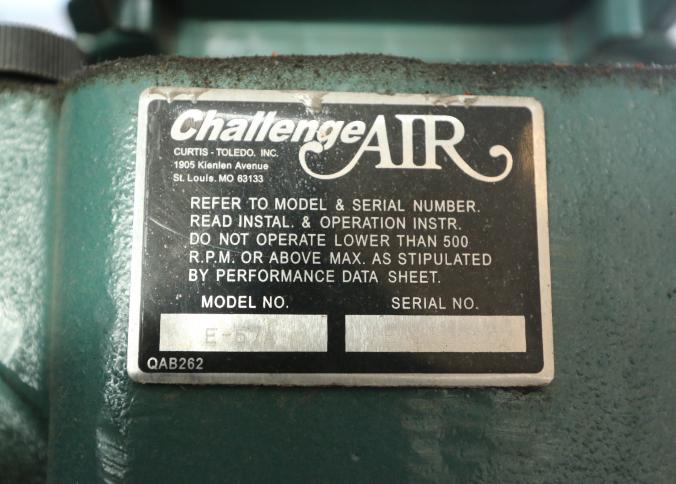 Challenge AIR
CURTIS - TOLEDO, INC.
1905 Kienlen Avenue
St. Louis, MO 63133
REFER TO MODEL & SERIAL NUMBER.
READ INSTAL. & OPERATION INSTR.
DO NOT OPERATE LOWER THAN 500
R.P.M. OR ABOVE MAX. AS STIPULATED
BY PERFORMANCE DATA SHEET.
MODEL NO. SERIAL NO.
QAB262